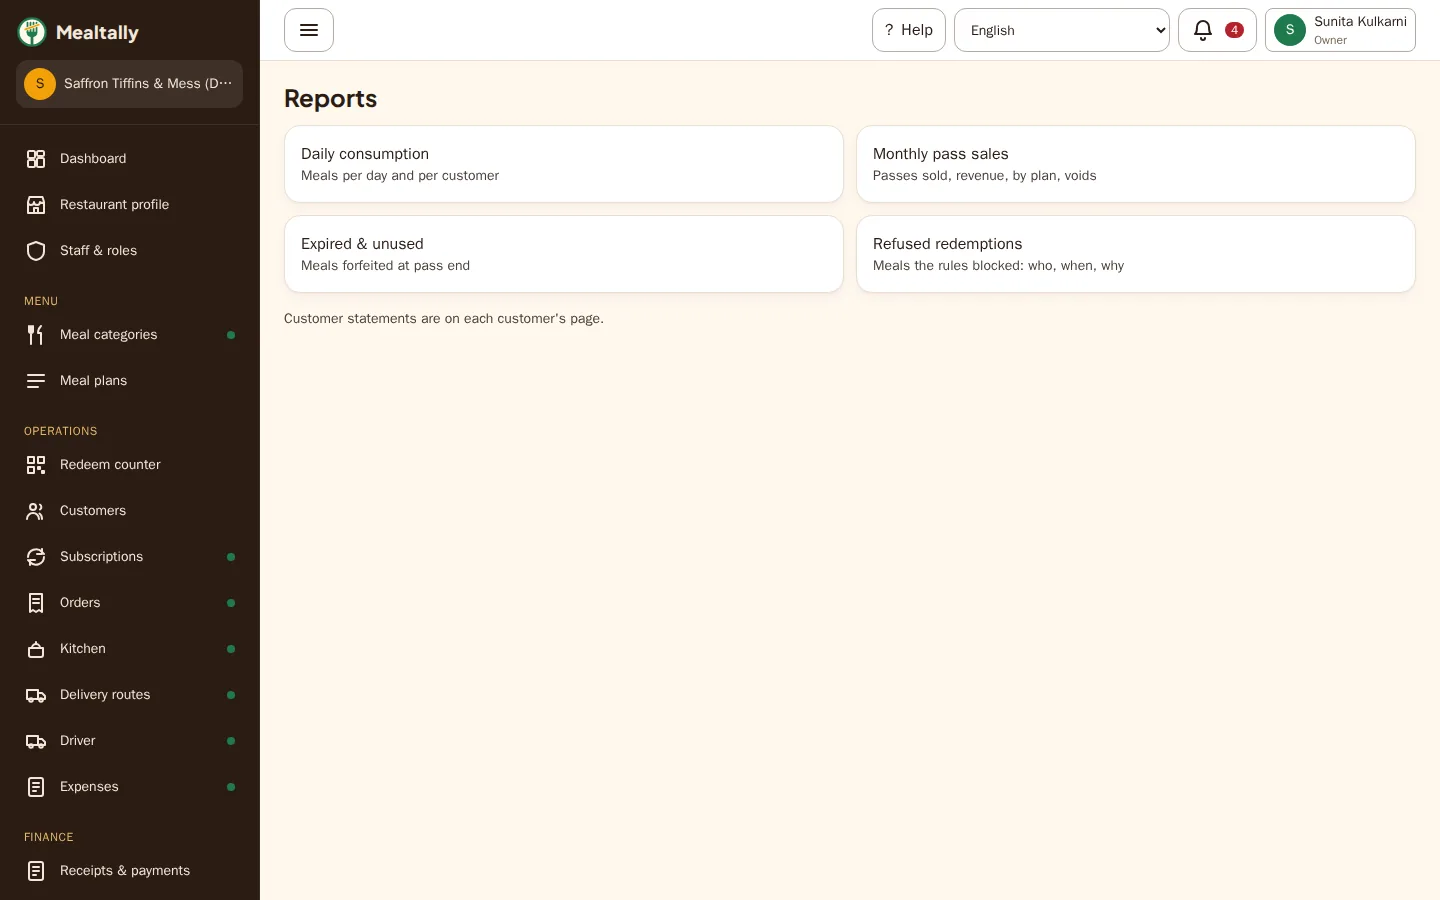 Mealtally
S Saffron Tiffins & Mess (D···
Dashboard
Restaurant profile
Staff & roles
MENU
Meal categories
Meal plans
OPERATIONS
Redeem counter
Customers
Subscriptions
Orders
Kitchen
Delivery routes
Driver
Expenses
FINANCE
Receipts & payments
? Help
English
4
S
Sunita Kulkarni
Owner
Reports
Daily consumption
Meals per day and per customer
Monthly pass sales
Passes sold, revenue, by plan, voids
Expired & unused
Meals forfeited at pass end
Refused redemptions
Meals the rules blocked: who, when, why
Customer statements are on each customer's page.